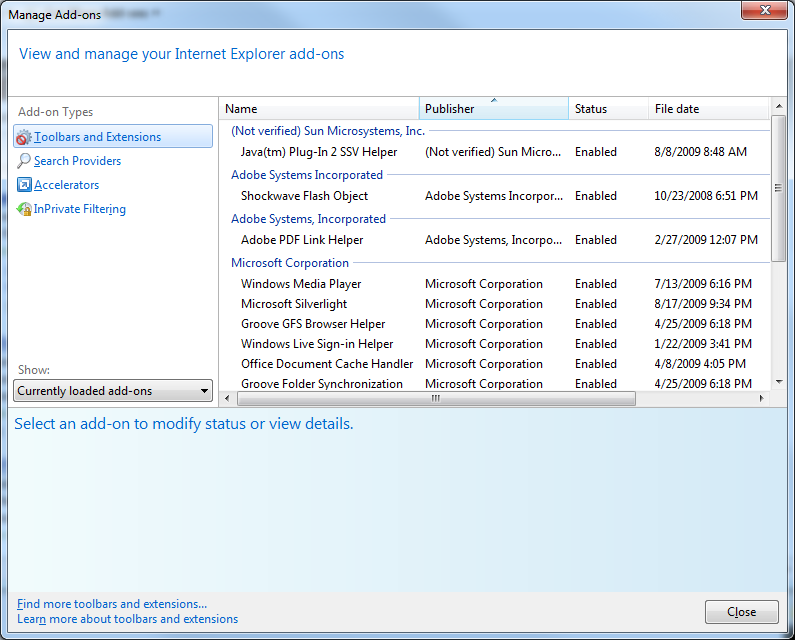 Manage Add-ons
View and manage your Internet Explorer add-ons
Add-on Types
Toolbars and Extensions
Search Providers
Accelerators
InPrivate Filtering
Show:
Currently loaded add-ons
Name Publisher Status File date
(Not verified) Sun Microsystems, Inc.
Java(tm) Plug-In 2 SSV Helper (Not verified) Sun Micro... Enabled 8/8/2009 8:48 AM
Adobe Systems Incorporated
Shockwave Flash Object Adobe Systems Incorpor... Enabled 10/23/2008 6:51 PM
Adobe Systems, Incorporated
Adobe PDF Link Helper Adobe Systems, Incorpo... Enabled 2/27/2009 12:07 PM
Microsoft Corporation
Windows Media Player Microsoft Corporation Enabled 7/13/2009 6:16 PM
Microsoft Silverlight Microsoft Corporation Enabled 8/17/2009 9:34 PM
Groove GFS Browser Helper Microsoft Corporation Enabled 4/25/2009 6:18 PM
Windows Live Sign-in Helper Microsoft Corporation Enabled 1/22/2009 3:41 PM
Office Document Cache Handler Microsoft Corporation Enabled 4/8/2009 4:05 PM
Groove Folder Synchronization Microsoft Corporation Enabled 4/25/2009 6:18 PM
Select an add-on to modify status or view details.
Find more toolbars and extensions...
Learn more about toolbars and extensions
Close